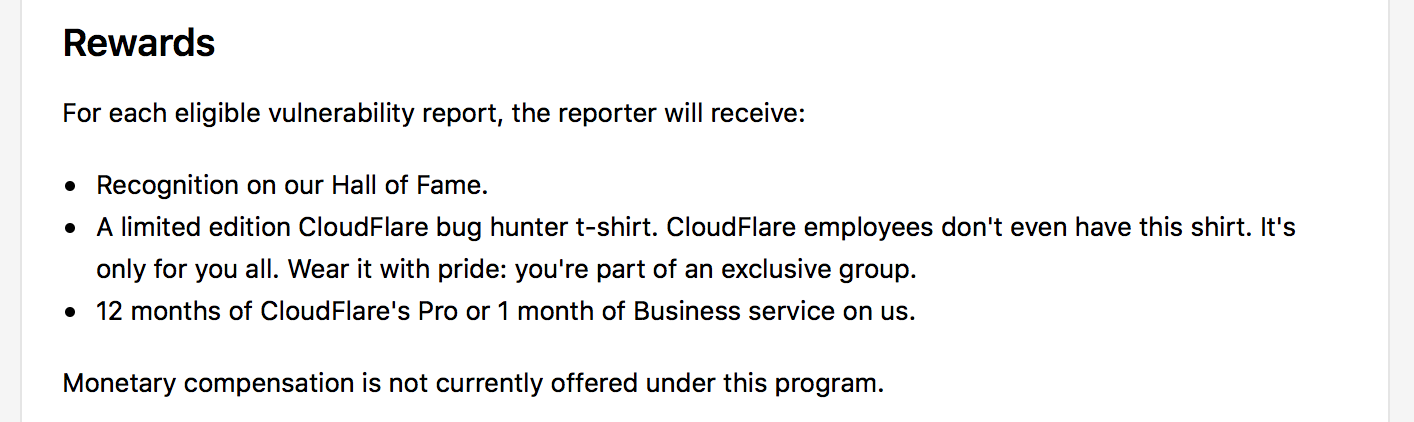 Rewards
For each eligible vulnerability report, the reporter will receive:
• Recognition on our Hall of Fame.
• A limited edition CloudFlare bug hunter t-shirt. CloudFlare employees don't even have this shirt. It's
only for you all. Wear it with pride: you're part of an exclusive group.
• 12 months of CloudFlare's Pro or 1 month of Business service on us.
Monetary compensation is not currently offered under this program.